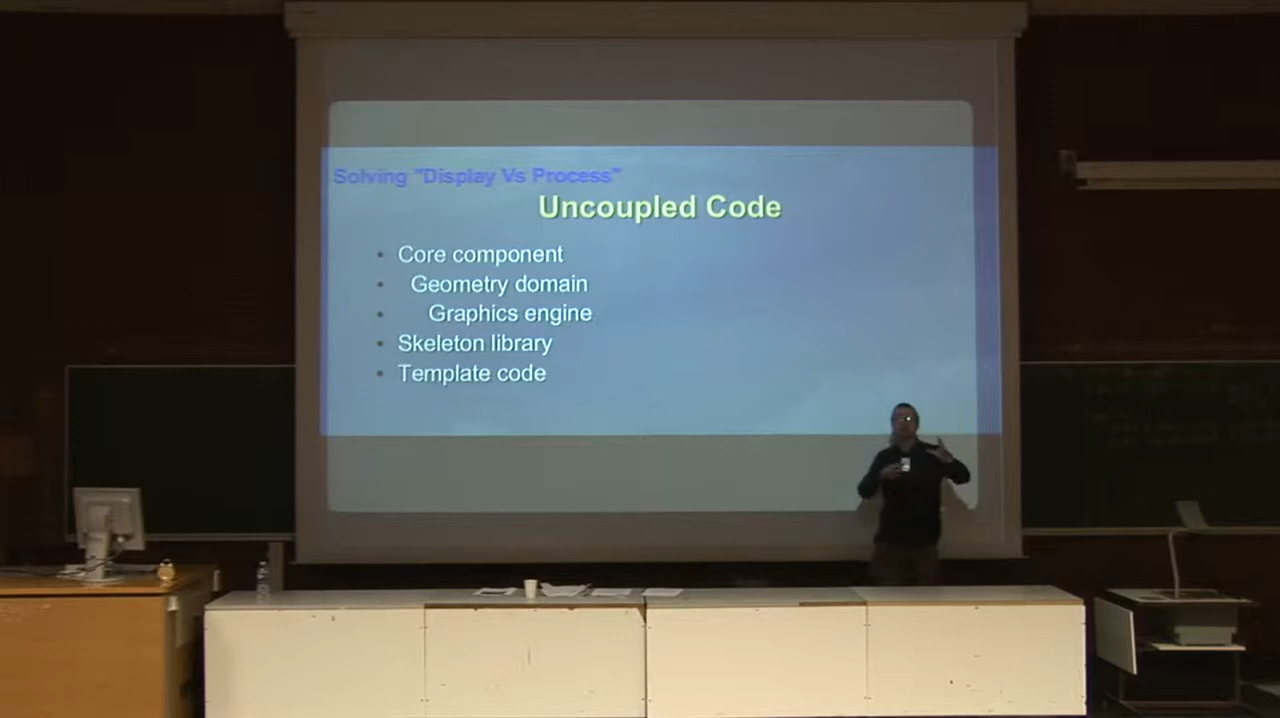 Solving "Display Vs Process"
Uncoupled Code
• Core component
• Geometry domain
• Graphics engine
• Skeleton library
• Template code